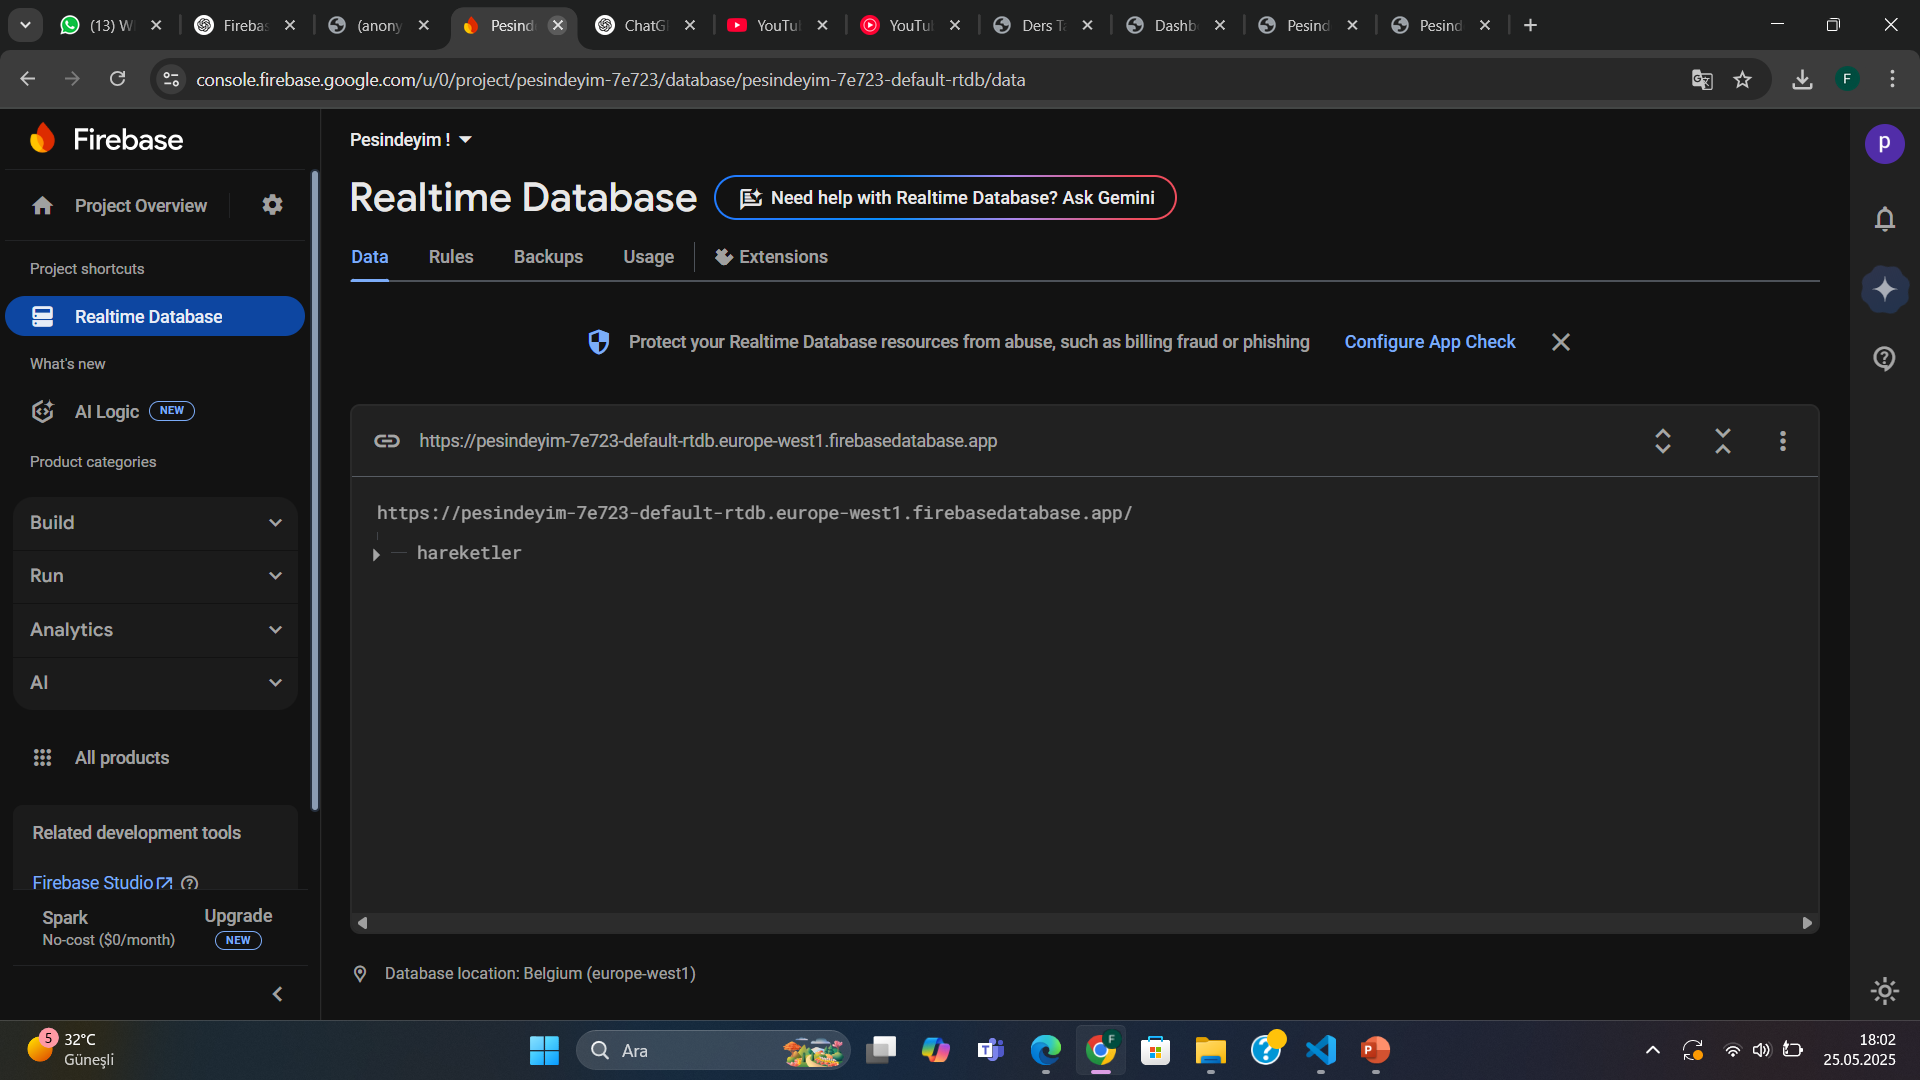 (13) W
Firebas
(anony
Pesind
ChatG
YouTu
YouTu
Ders Ta
Dashb
Pesind
Pesind
console.firebase.google.com/u/0/project/pesindeyim-7e723/database/pesindeyim-7e723-default-rtdb/data
F
Firebase
Project Overview
Project shortcuts
Realtime Database
What's new
AI Logic NEW
Product categories
Build
Run
Analytics
AI
All products
Related development tools
Firebase Studio
Spark
No-cost ($0/month)
Upgrade
NEW
Pesindeyim !
Realtime Database
Need help with Realtime Database? Ask Gemini
Data Rules Backups Usage Extensions
Protect your Realtime Database resources from abuse, such as billing fraud or phishing Configure App Check
https://pesindeyim-7e723-default-rtdb.europe-west1.firebasedatabase.app
https://pesindeyim-7e723-default-rtdb.europe-west1.firebasedatabase.app/
hareketler
Database location: Belgium (europe-west1)
p
5
32°C
Güneşli
Ara
F
18:02
25.05.2025